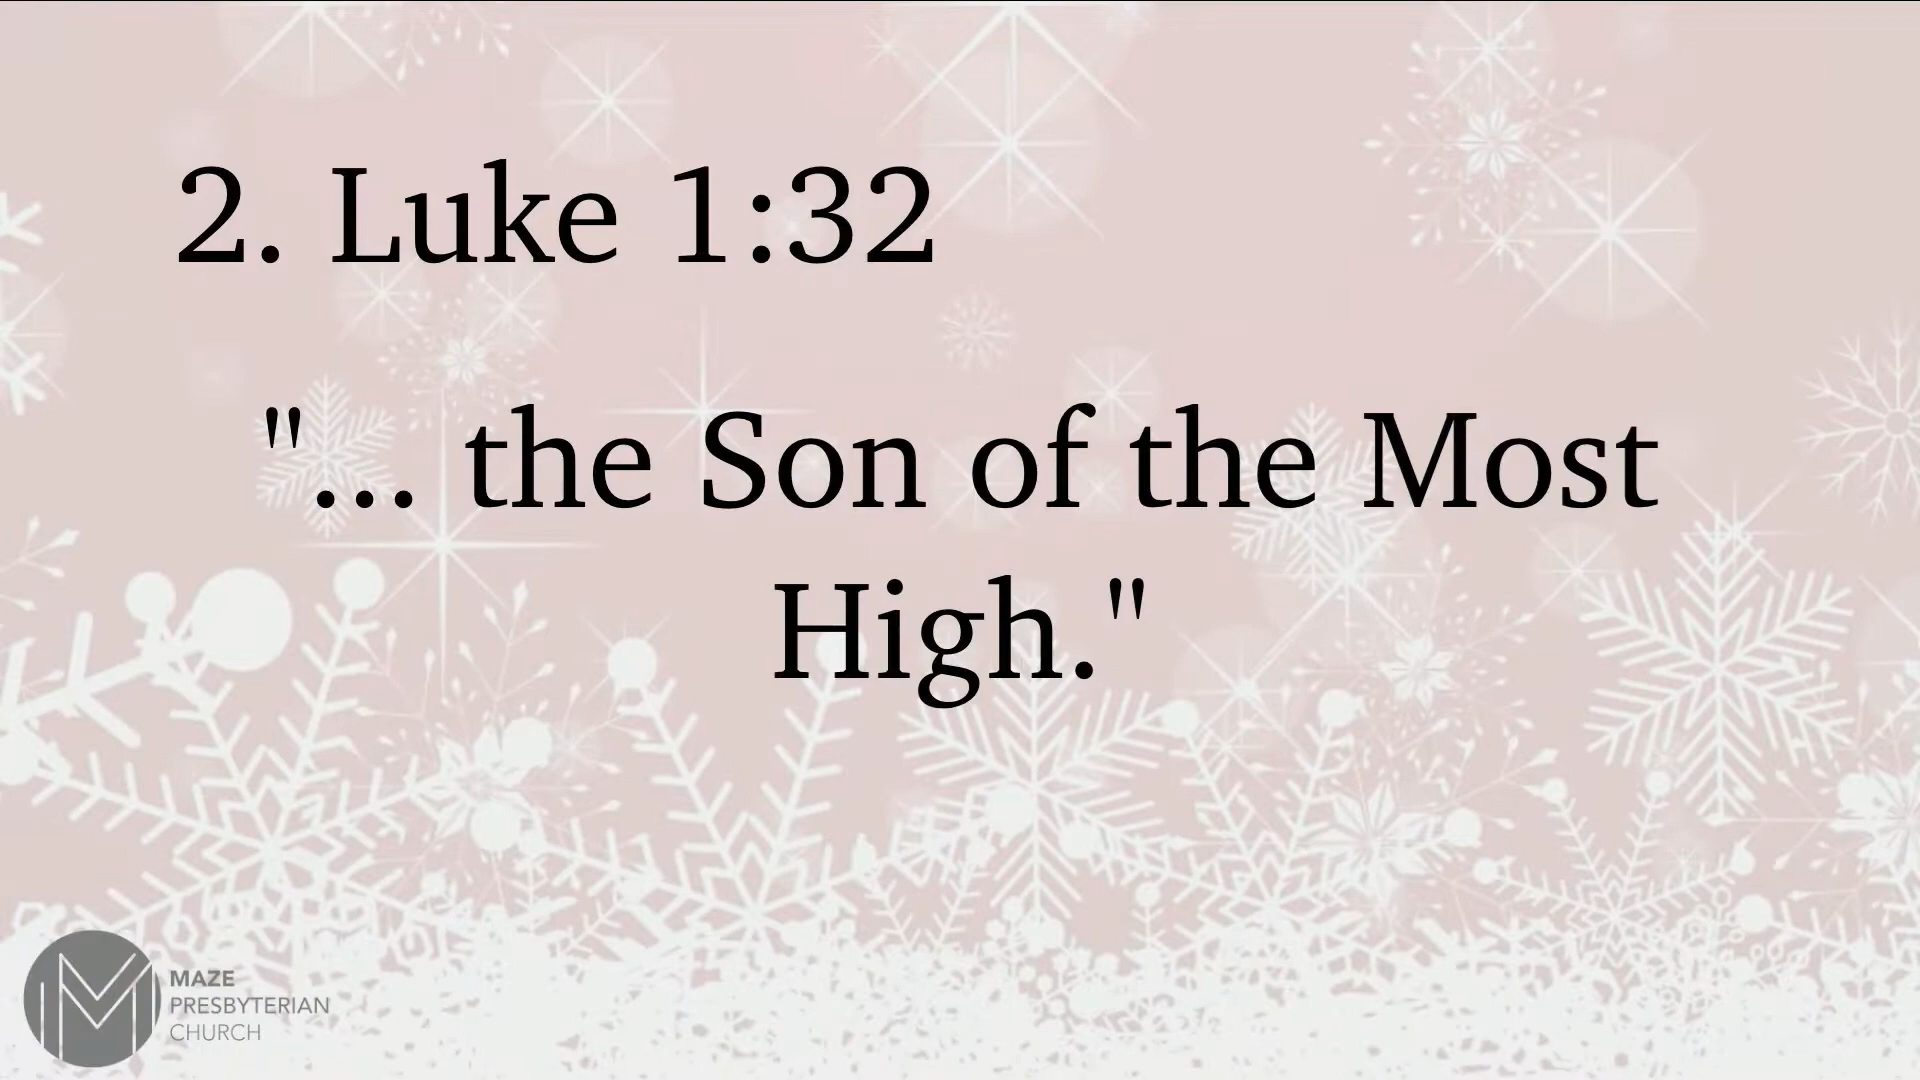 2. Luke 1:32
"... the Son of the Most
High."
MAZE
PRESBYTERIAN
CHURCH